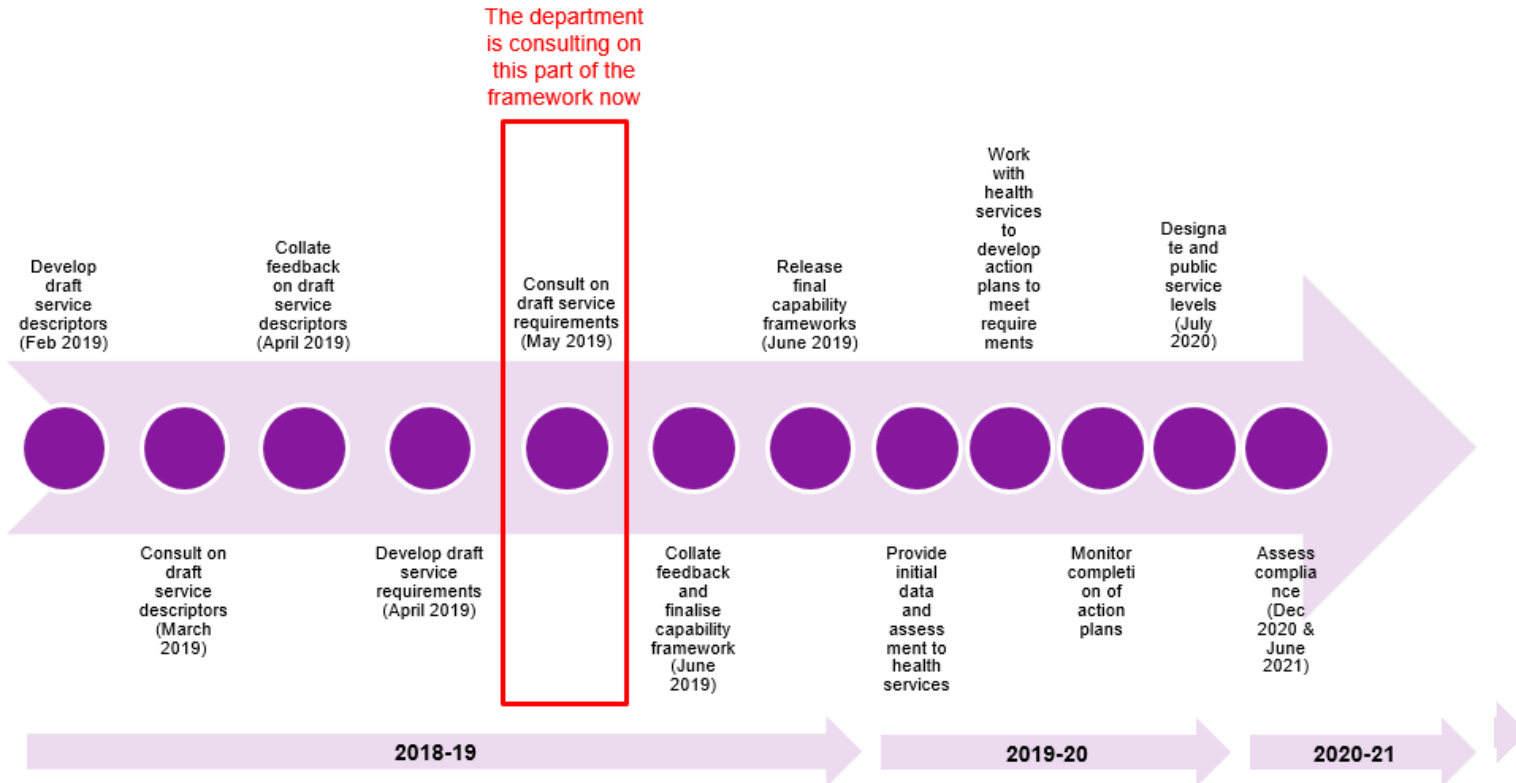 The department
is consulting on
this part of the
framework now
Develop
draft
service
descriptors
(Feb 2019)
Consult on
draft
service
descriptors
(March
2019)
Collate
feedback
on draft
service
descriptors
(April 2019)
Develop draft
service
requirements
(April 2019)
Consult on
draft service
requirements
(May 2019)
Collate
feedback
and
finalise
capability
framework
(June
2019)
Release
final
capability
frameworks
(June 2019)
Provide
initial
data
and
assess
ment to
health
services
Work
with
health
services
to
develop
action
plans to
meet
require
ments
Monitor
completi
on of
action
plans
Designa
te and
public
service
levels
(July
2020)
Assess
complia
nce
(Dec
2020 &
June
2021)
2018-19
2019-20
2020-21